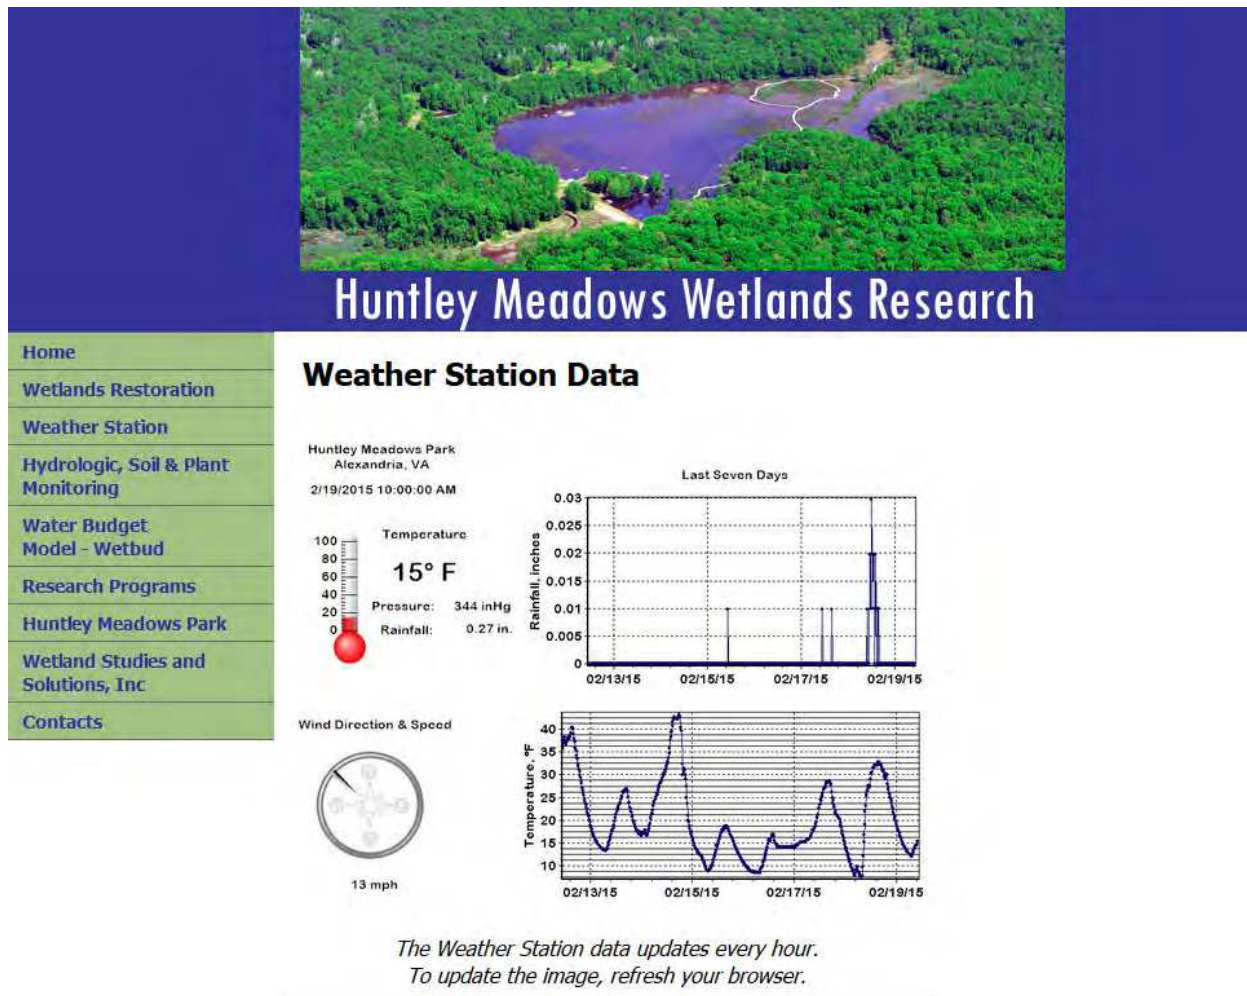 Huntley Meadows Wetlands Research
Home
Wetlands Restoration
Weather Station
Hydrologic, Soil & Plant
Monitoring
Water Budget
Model - Wetbud
Research Programs
Huntley Meadows Park
Wetland Studies and
Solutions, Inc
Contacts
Weather Station Data
Huntley Meadows Park
Alexandria, VA
2/19/2015 10:00:00 AM
Temperature
100
80
60
40
20
0
15° F
Pressure: 344 inHg
Rainfall: 0.27 in.
Last Seven Days
Rainfall, inches
0.03
0.025
0.02
0.015
0.01
0.005
0
02/13/15 02/15/15 02/17/15 02/19/15
Wind Direction & Speed
13 mph
Temperature, °F
40
35
30
25
20
15
10
02/13/15 02/15/15 02/17/15 02/19/15
The Weather Station data updates every hour.
To update the image, refresh your browser.